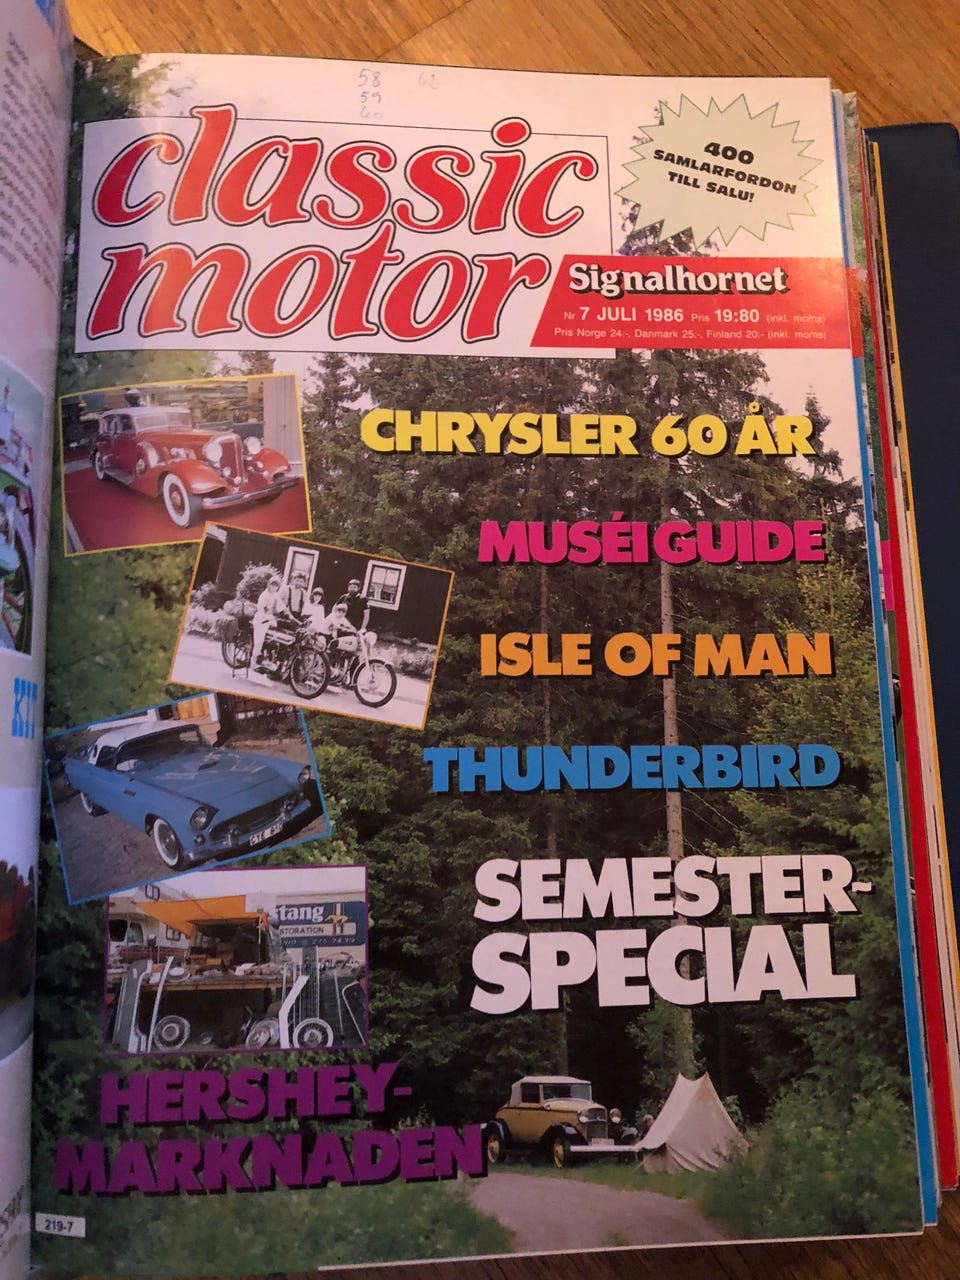 58 62
59
classic
motor
400
SAMLARFORDON
TILL SALU!
Signalhornet
Nr 7 JULI 1986 Pris 19:80 (inkl. moms)
Pris Norge 24:-, Danmark 25:-, Finland 20:- (inkl. moms)
CHRYSLER 60 ÅR
MUSÉIGUIDE
ISLE OF MAN
THUNDERBIRD
SEMESTER-
SPECIAL
tang
STORATION
HERSHEY-
MARKNADEN
219-7